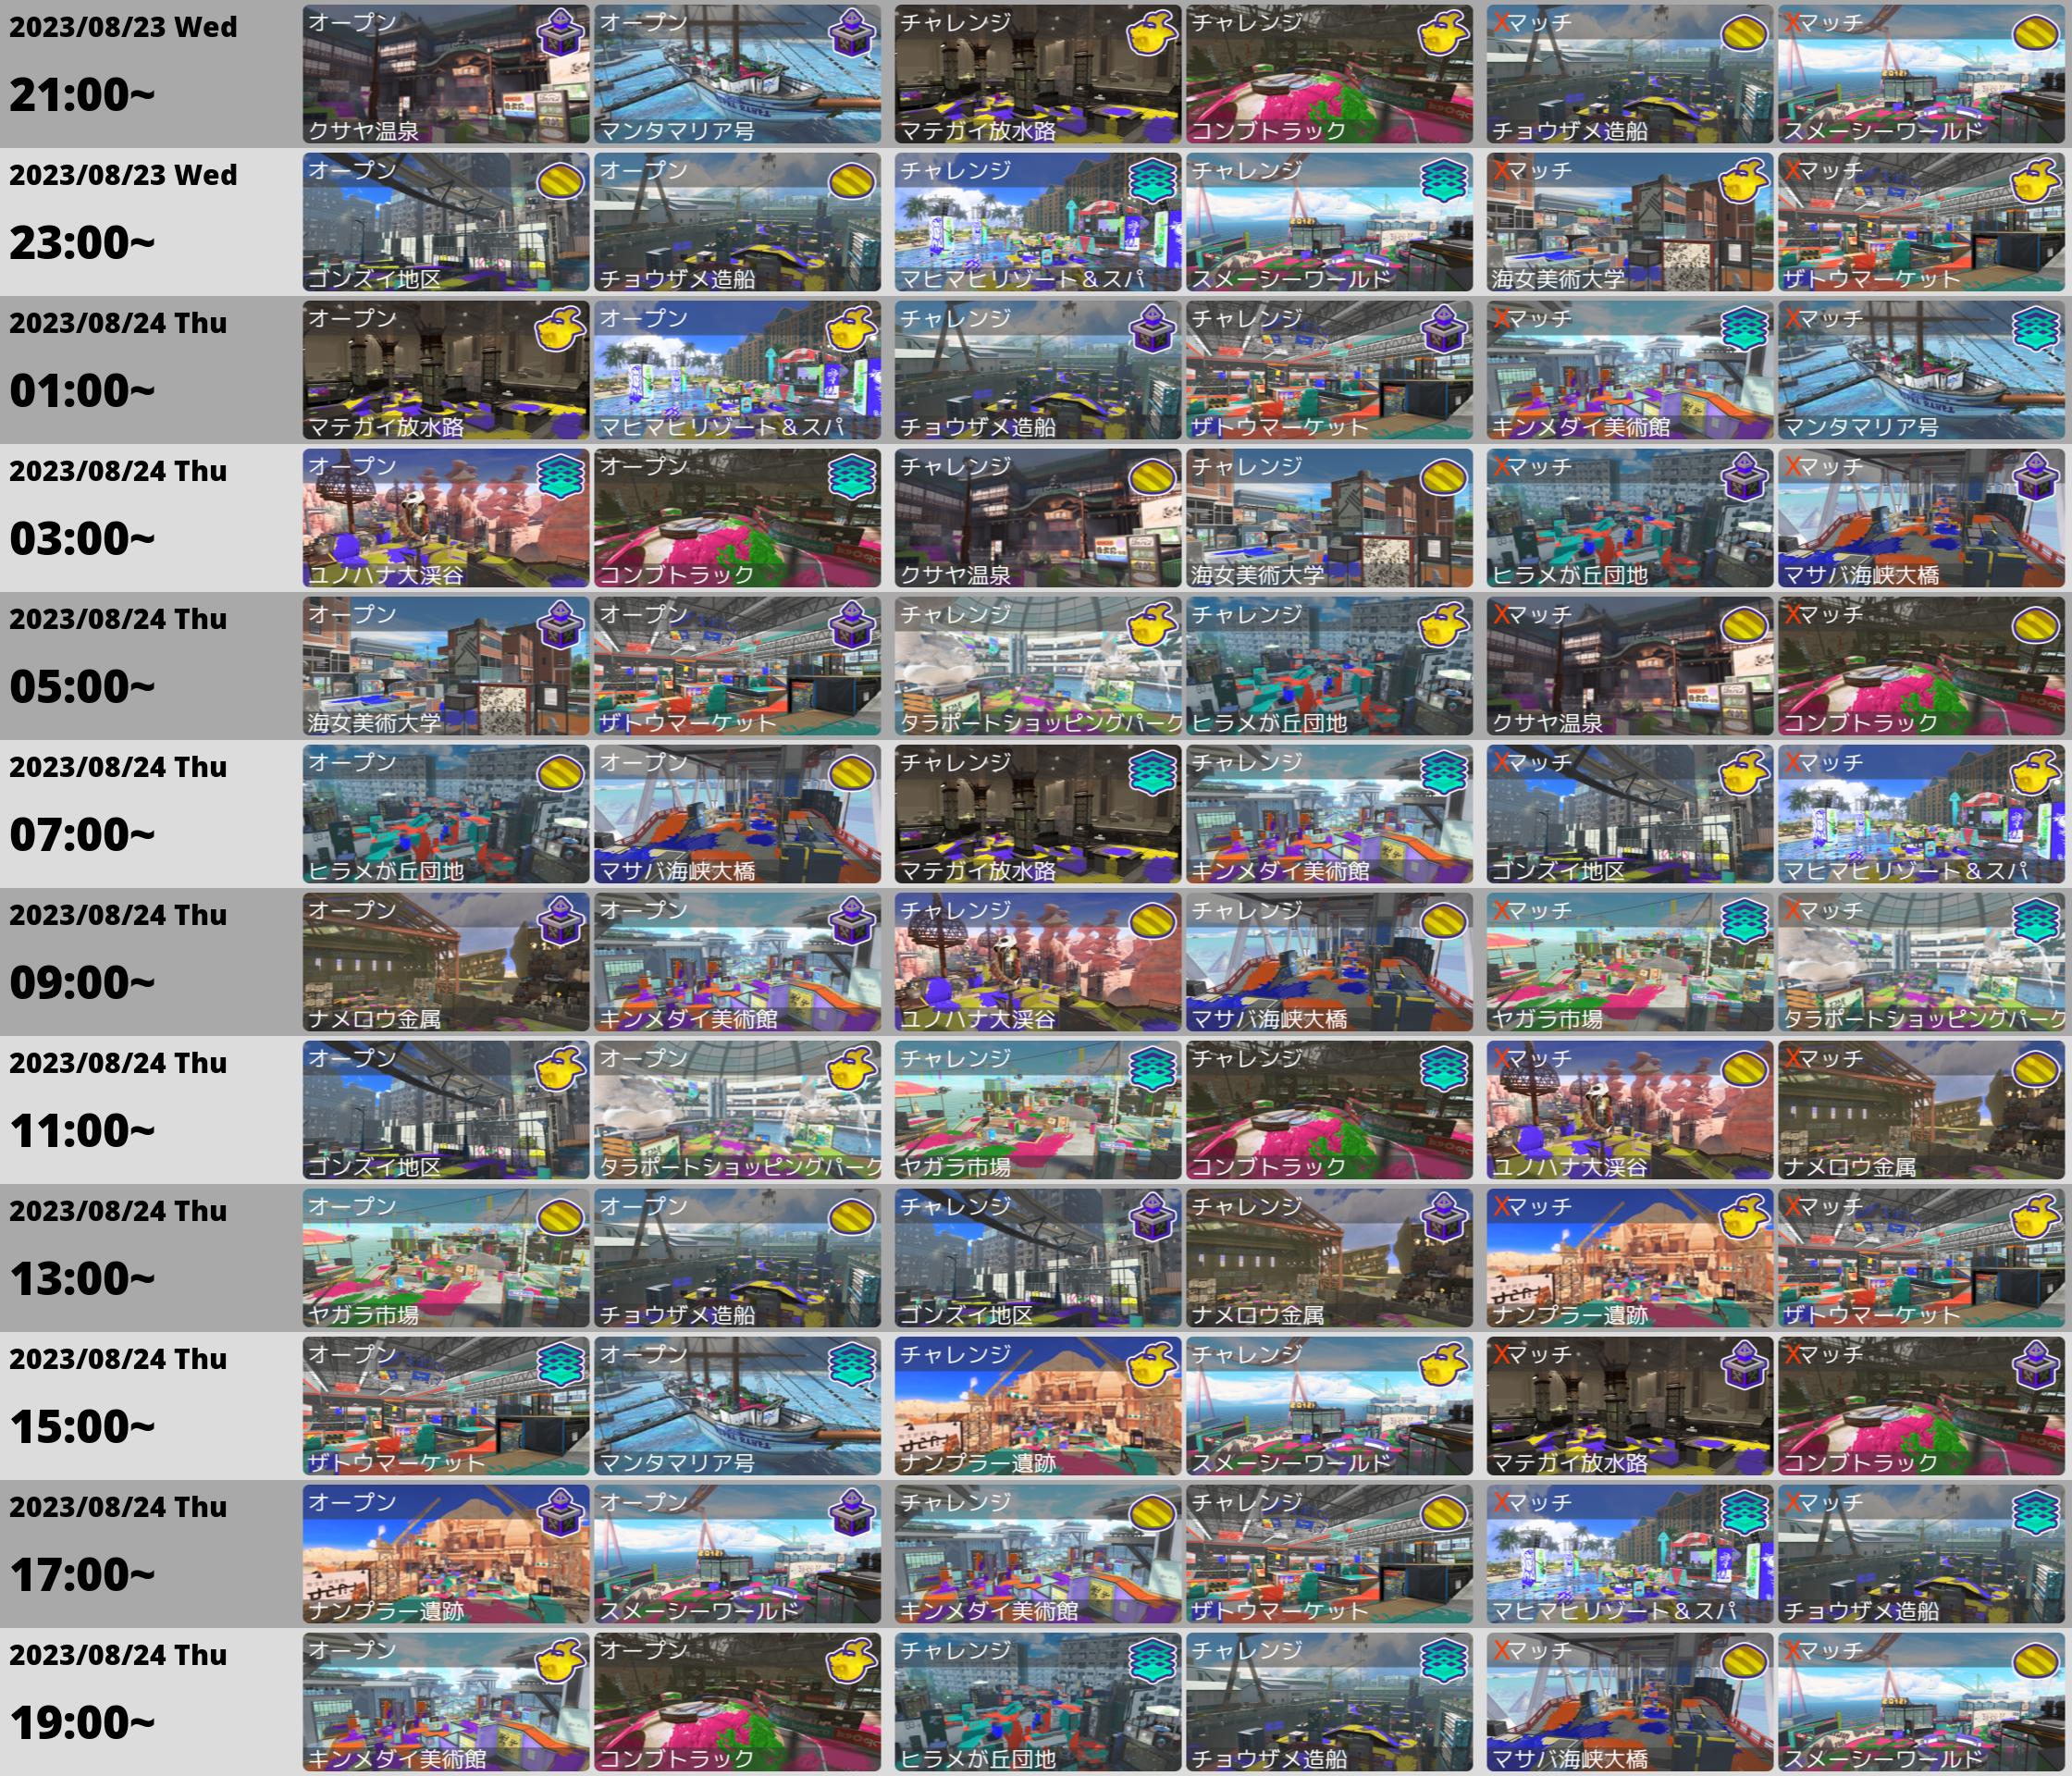 2023/08/23 Wed
21:00~
オープン オープン チャレンジ チャレンジ Xマッチ Xマッチ
クサヤ温泉 マンタマリア号 マテガイ放水路 コンブトラック チョウザメ造船 スメーシーワールド
2023/08/23 Wed
23:00~
オープン オープン チャレンジ チャレンジ Xマッチ Xマッチ
ゴンズイ地区 チョウザメ造船 マヒマヒリゾート＆スパ スメーシーワールド 海女美術大学 ザトウマーケット
2023/08/24 Thu
01:00~
オープン オープン チャレンジ チャレンジ Xマッチ Xマッチ
マテガイ放水路 マヒマヒリゾート＆スパ チョウザメ造船 ザトウマーケット キンメダイ美術館 マンタマリア号
2023/08/24 Thu
03:00~
オープン オープン チャレンジ チャレンジ Xマッチ Xマッチ
ユノハナ大渓谷 コンブトラック クサヤ温泉 海女美術大学 ヒラメが丘団地 マサバ海峡大橋
2023/08/24 Thu
05:00~
オープン オープン チャレンジ チャレンジ Xマッチ Xマッチ
海女美術大学 ザトウマーケット タラポートショッピングパーク ヒラメが丘団地 クサヤ温泉 コンブトラック
2023/08/24 Thu
07:00~
オープン オープン チャレンジ チャレンジ Xマッチ Xマッチ
ヒラメが丘団地 マサバ海峡大橋 マテガイ放水路 キンメダイ美術館 ゴンズイ地区 マヒマヒリゾート＆スパ
2023/08/24 Thu
09:00~
オープン オープン チャレンジ チャレンジ Xマッチ Xマッチ
ナメロウ金属 キンメダイ美術館 ユノハナ大渓谷 マサバ海峡大橋 ヤガラ市場 タラポートショッピングパーク
2023/08/24 Thu
11:00~
オープン オープン チャレンジ チャレンジ Xマッチ Xマッチ
ゴンズイ地区 タラポートショッピングパーク ヤガラ市場 コンブトラック ユノハナ大渓谷 ナメロウ金属
2023/08/24 Thu
13:00~
オープン オープン チャレンジ チャレンジ Xマッチ Xマッチ
ヤガラ市場 チョウザメ造船 ゴンズイ地区 ナメロウ金属 ナンプラー遺跡 ザトウマーケット
2023/08/24 Thu
15:00~
オープン オープン チャレンジ チャレンジ Xマッチ Xマッチ
ザトウマーケット マンタマリア号 ナンプラー遺跡 スメーシーワールド マテガイ放水路 コンブトラック
2023/08/24 Thu
17:00~
オープン オープン チャレンジ チャレンジ Xマッチ Xマッチ
ナンプラー遺跡 スメーシーワールド キンメダイ美術館 ザトウマーケット マヒマヒリゾート＆スパ チョウザメ造船
2023/08/24 Thu
19:00~
オープン オープン チャレンジ チャレンジ Xマッチ Xマッチ
キンメダイ美術館 コンブトラック ヒラメが丘団地 チョウザメ造船 マサバ海峡大橋 スメーシーワールド